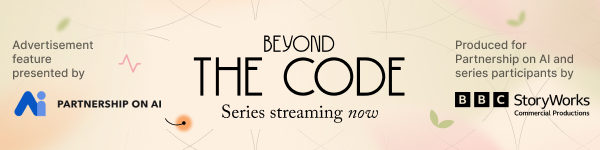 Advertisement
feature
presented by
PARTNERSHIP ON AI
BEYOND
THE CODE
Series streaming now
Produced for
Partnership on AI and
series participants by
BBC StoryWorks
Commercial Productions